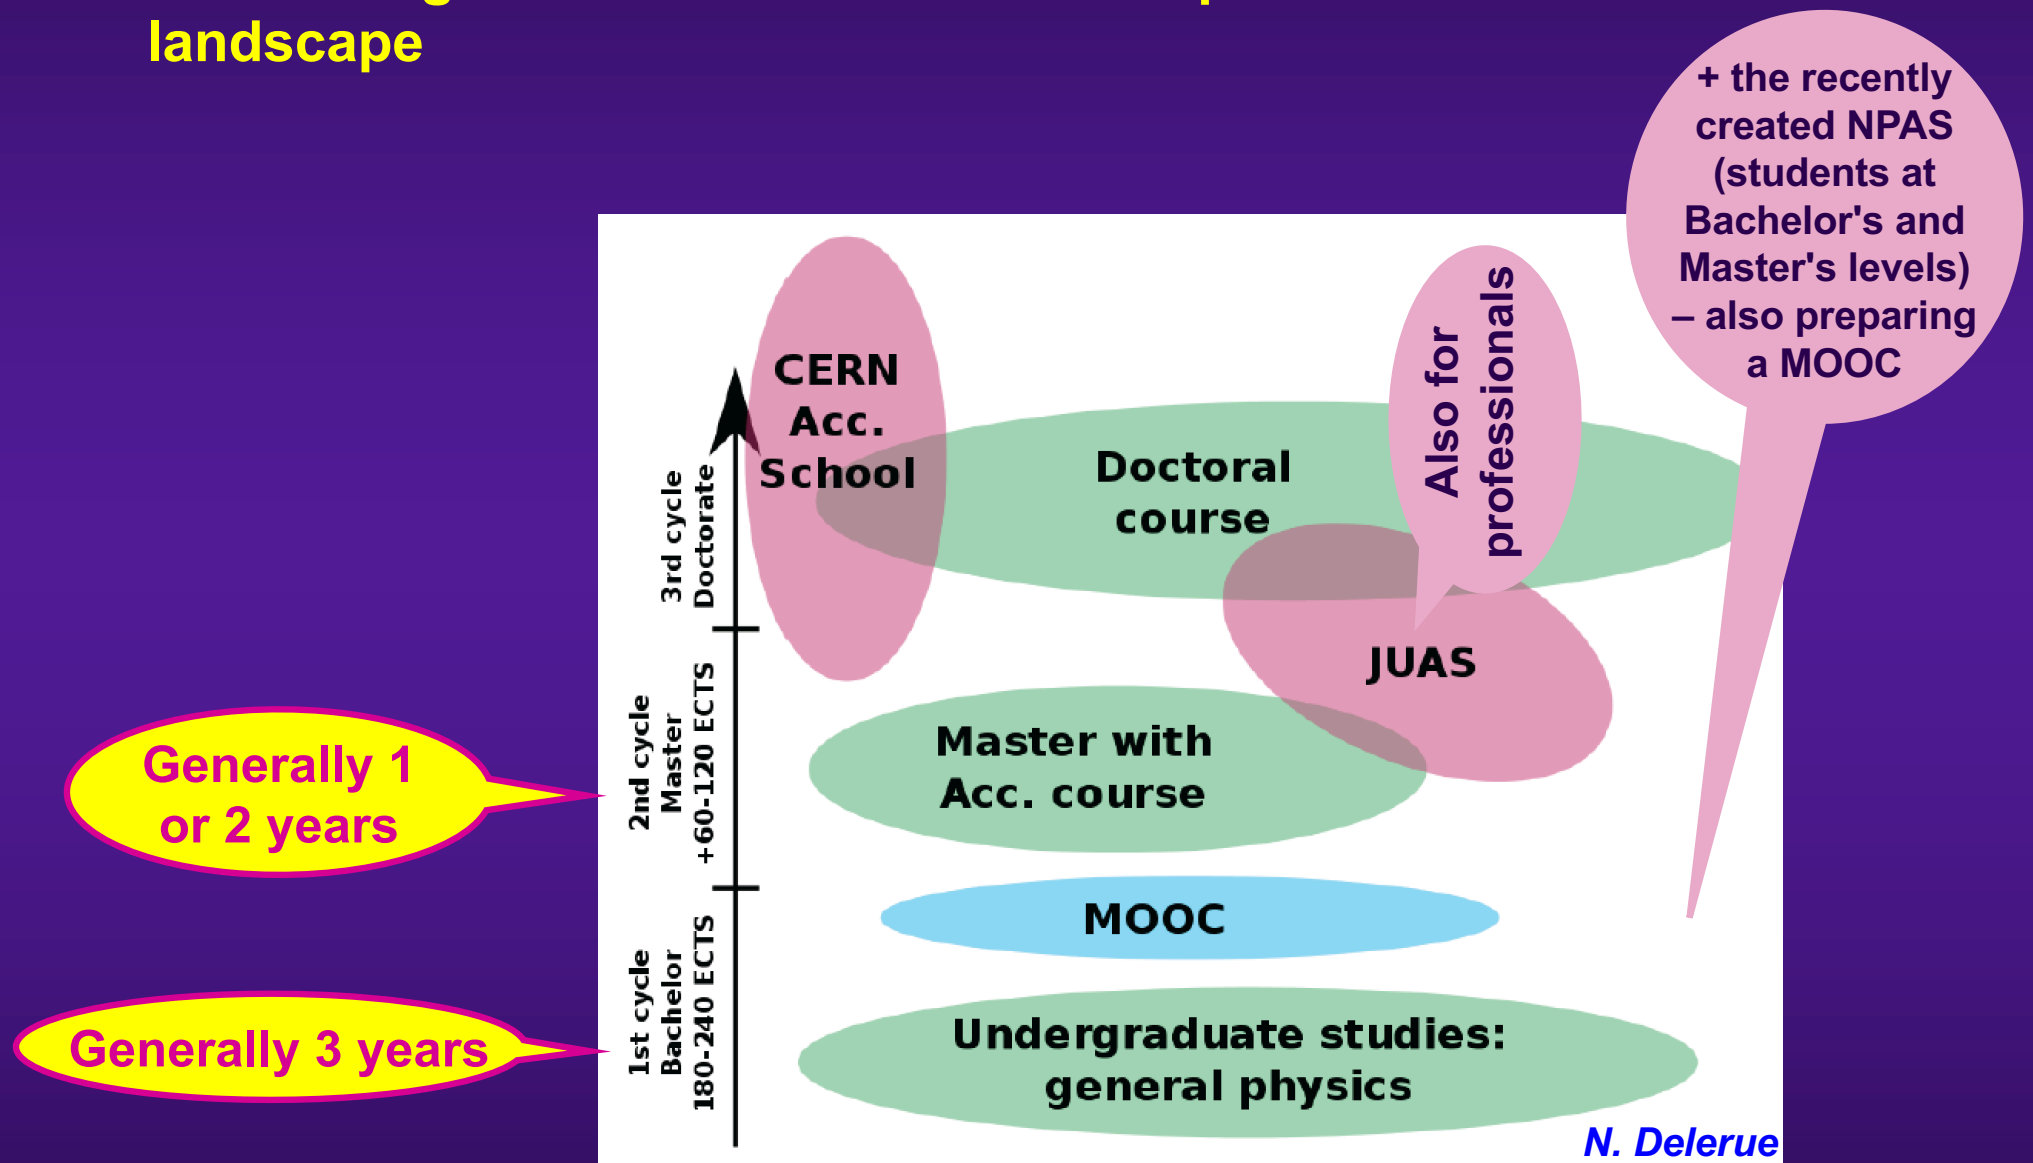 landscape
+ the recently
created NPAS
(students at
Bachelor's and
Master's levels)
– also preparing
a MOOC
Also for
professionals
CERN
Acc.
School
Doctoral
course
3rd cycle
Doctorate
JUAS
2nd cycle
Master
+60-120 ECTS
Master with
Acc. course
Generally 1
or 2 years
MOOC
1st cycle
Bachelor
180-240 ECTS
Generally 3 years
Undergraduate studies:
general physics
N. Delerue